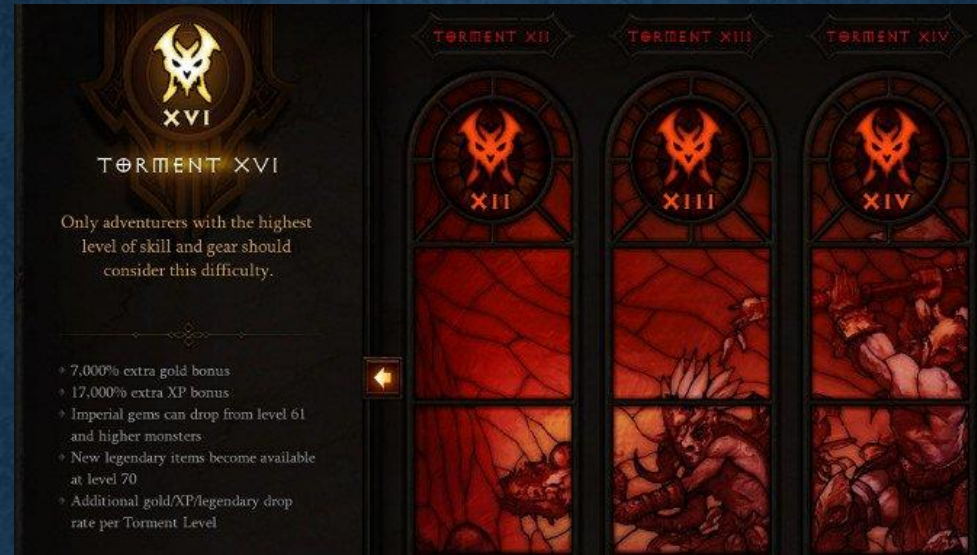 XVI
TORMENT XVI
Only adventurers with the highest
level of skill and gear should
consider this difficulty.
7,000% extra gold bonus
17,000% extra XP bonus
Imperial gems can drop from level 61
and higher monsters
New legendary items become available
at level 70
Additional gold/XP/legendary drop
rate per Torment Level
TORMENT XII
TORMENT XIII
TORMENT XIV
XII
XIII
XIV